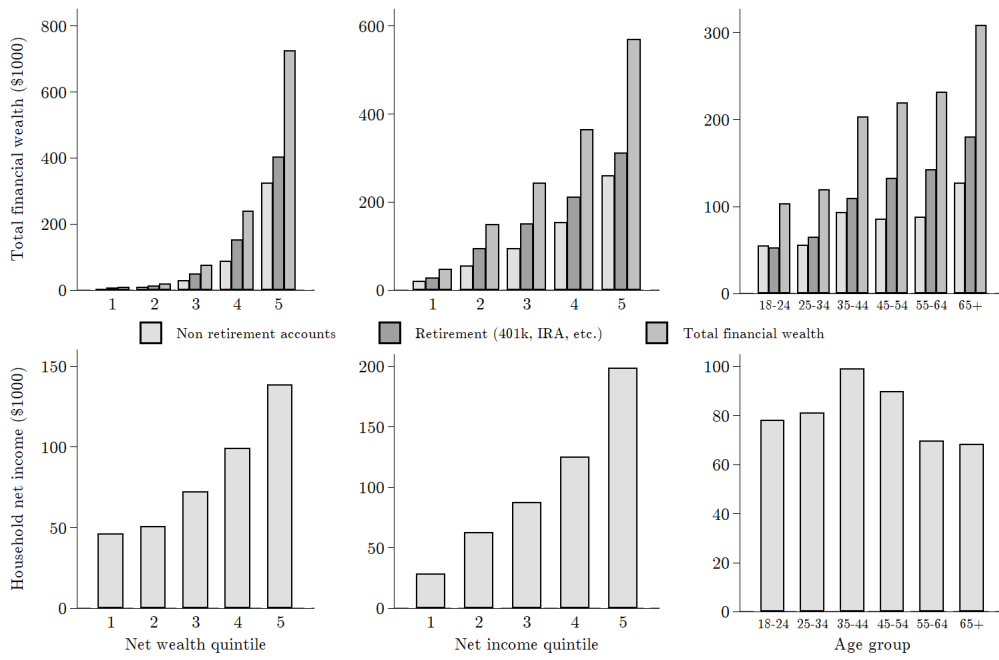 Total financial wealth ($1000)
800
600
400
200
0
1 2 3 4 5
600
400
200
0
1 2 3 4 5
300
200
100
0
18-24 25-34 35-44 45-54 55-64 65+
Non retirement accounts
Retirement (401k, IRA, etc.)
Total financial wealth
Household net income ($1000)
150
100
50
0
1 2 3 4 5
Net wealth quintile
200
150
100
50
0
1 2 3 4 5
Net income quintile
100
80
60
40
20
0
18-24 25-34 35-44 45-54 55-64 65+
Age group